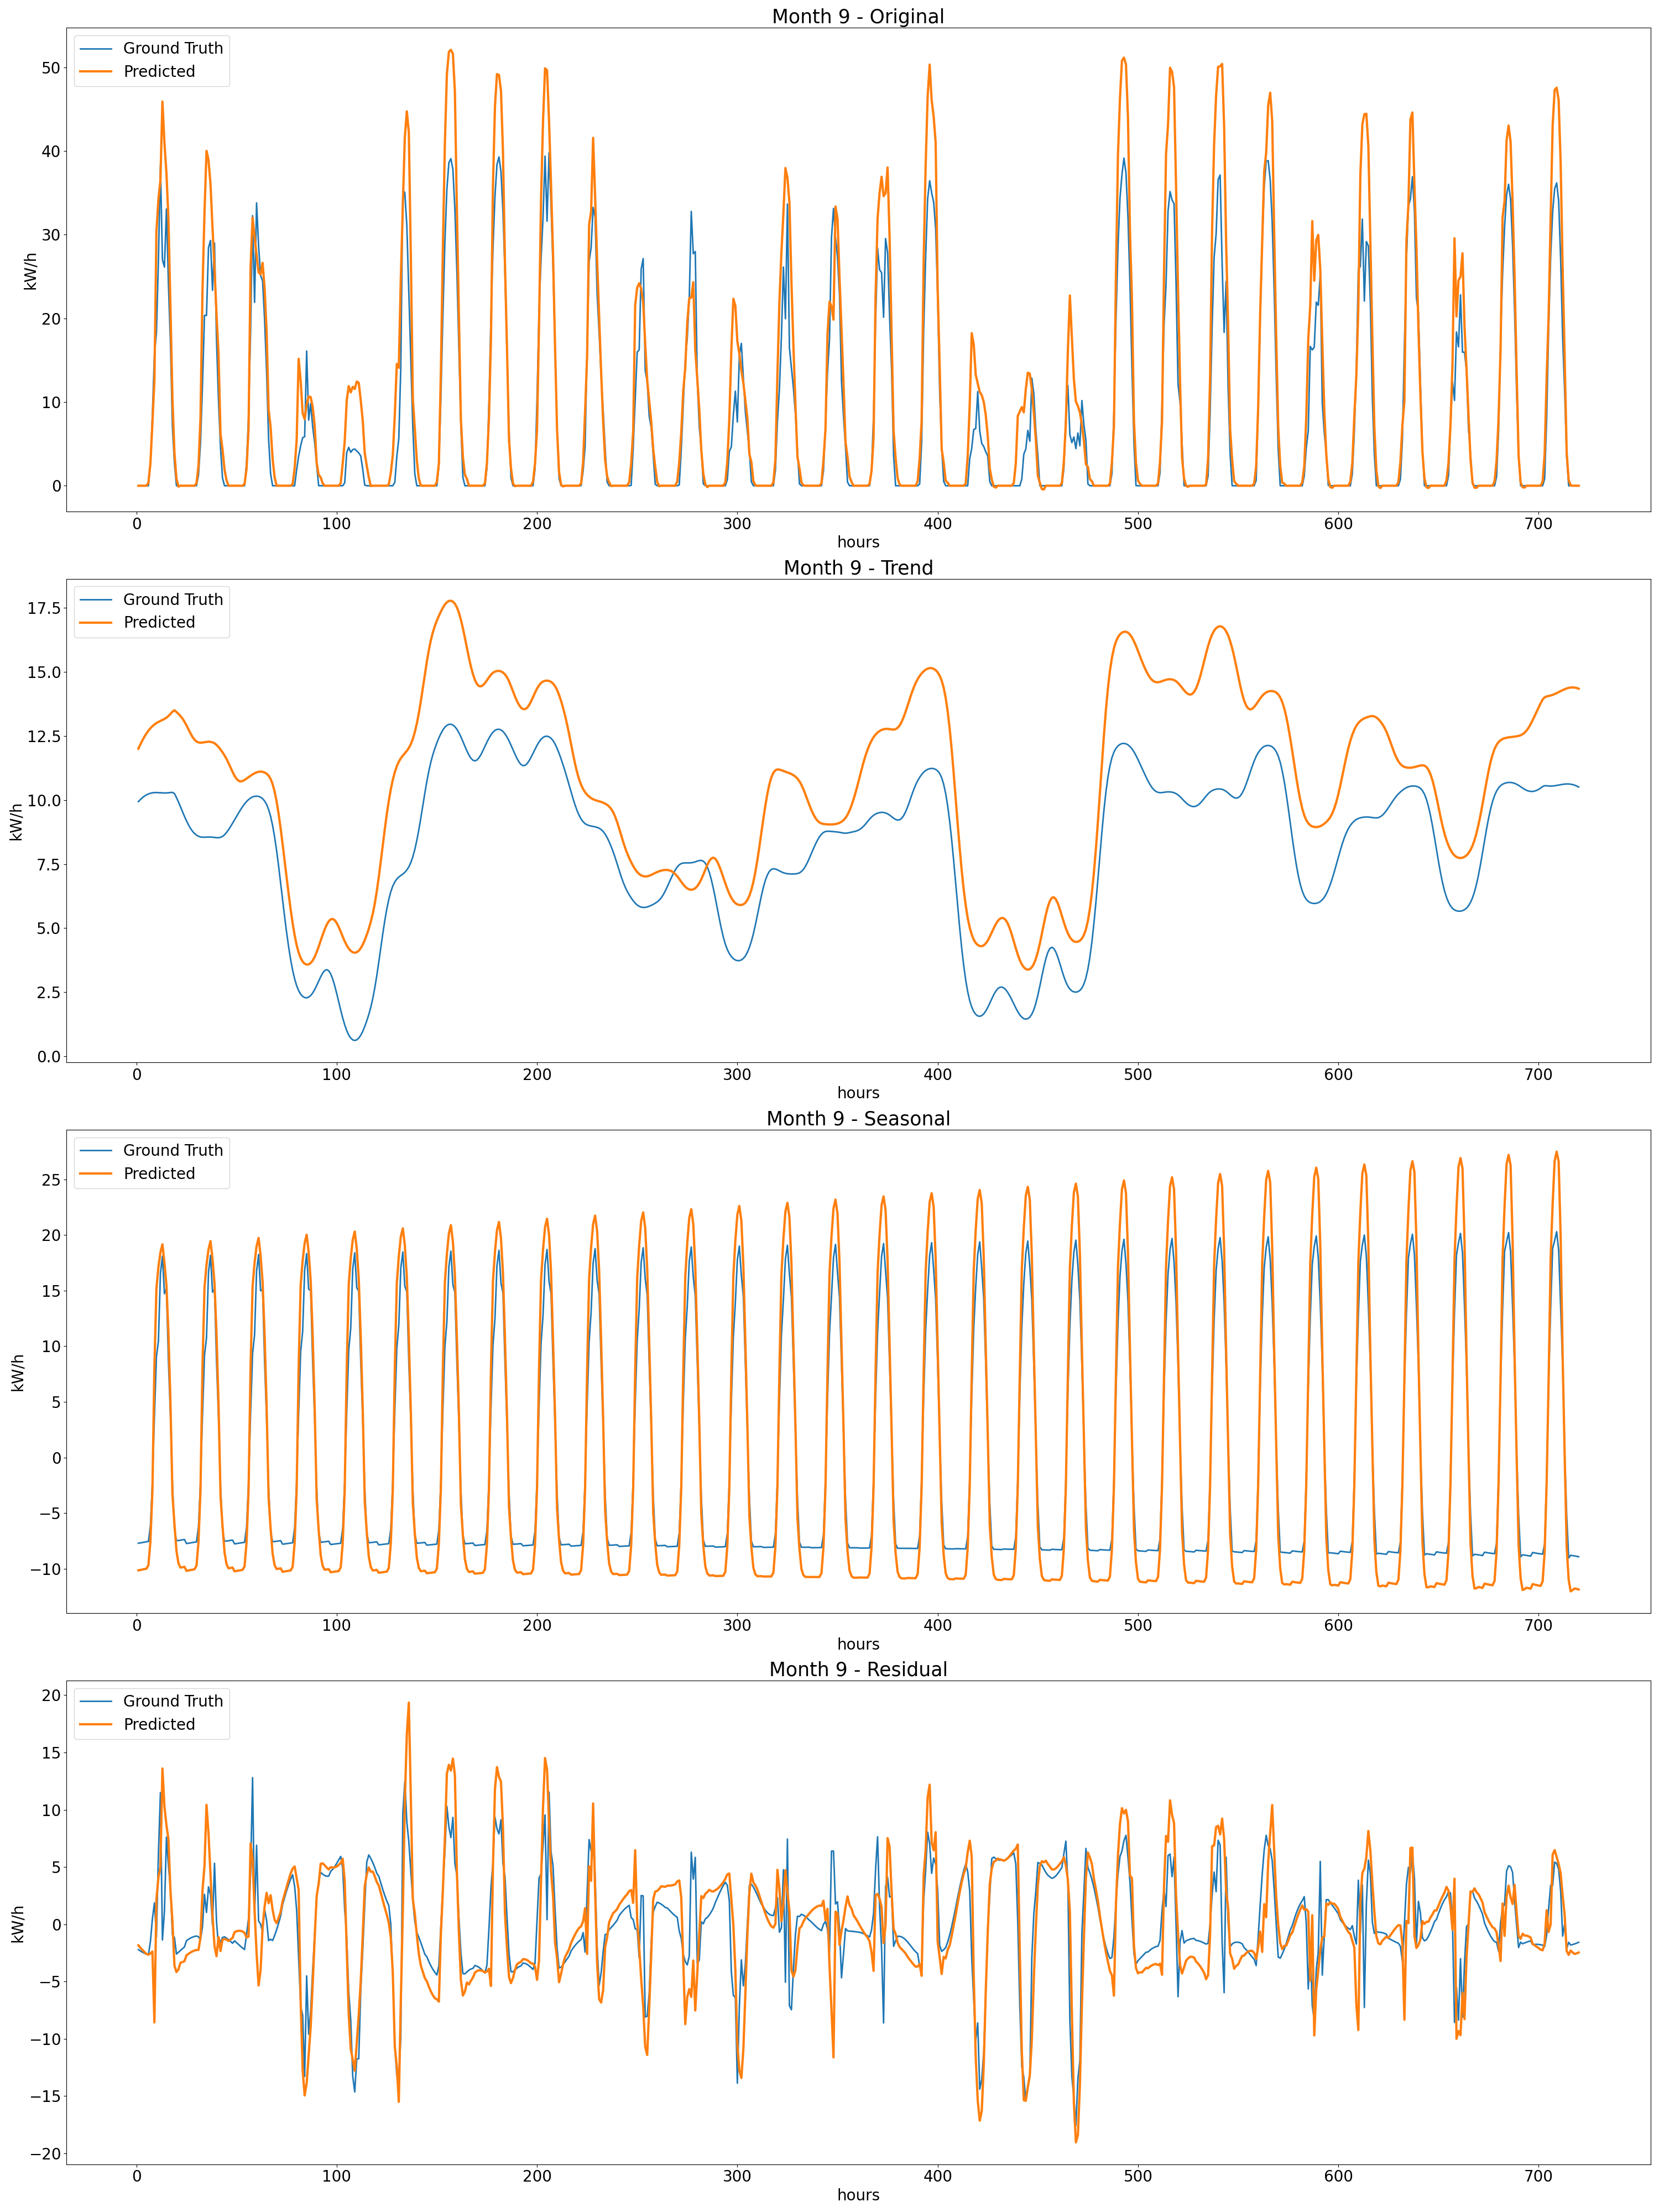 Month 9 - Original
Ground Truth
Predicted
kW/h
50
40
30
20
10
0
0 100 200 300 400 500 600 700
hours
Month 9 - Trend
Ground Truth
Predicted
kW/h
17.5
15.0
12.5
10.0
7.5
5.0
2.5
0.0
0 100 200 300 400 500 600 700
hours
Month 9 - Seasonal
Ground Truth
Predicted
kW/h
25
20
15
10
5
0
−5
−10
0 100 200 300 400 500 600 700
hours
Month 9 - Residual
Ground Truth
Predicted
kW/h
20
15
10
5
0
−5
−10
−15
−20
0 100 200 300 400 500 600 700
hours